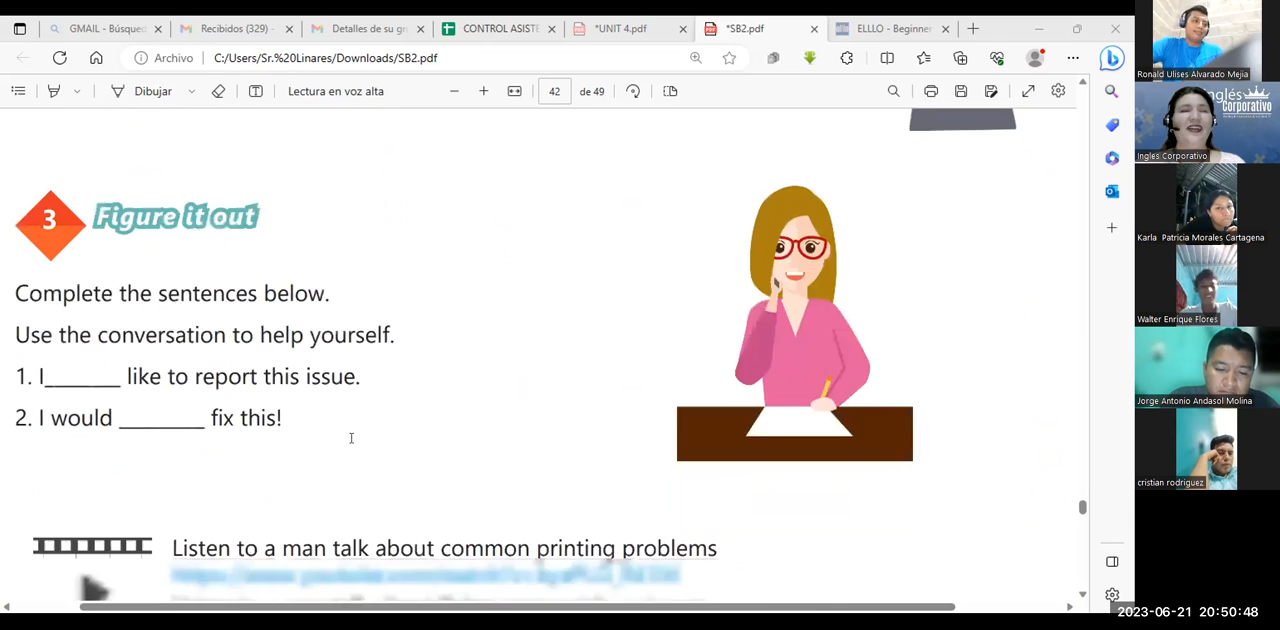 GMAIL - Búsqued
Recibidos (329) -
Detalles de su gr
CONTROL ASISTE
*UNIT 4.pdf
*SB2.pdf
ELLLO - Beginner
Archivo
C:/Users/Sr.%20Linares/Downloads/SB2.pdf
Dibujar
Lectura en voz alta
42
de 49
3
Figure it out
Complete the sentences below.
Use the conversation to help yourself.
1. I_______ like to report this issue.
2. I would ________ fix this!
Listen to a man talk about common printing problems
Ronald Ulises Alvarado Mejia
Inglés
Corporativo
Ingles Corporativo
Karla Patricia Morales Cartagena
Walter Enrique Flores
Jorge Antonio Andasol Molina
cristian rodriguez
2023-06-21 20:50:48